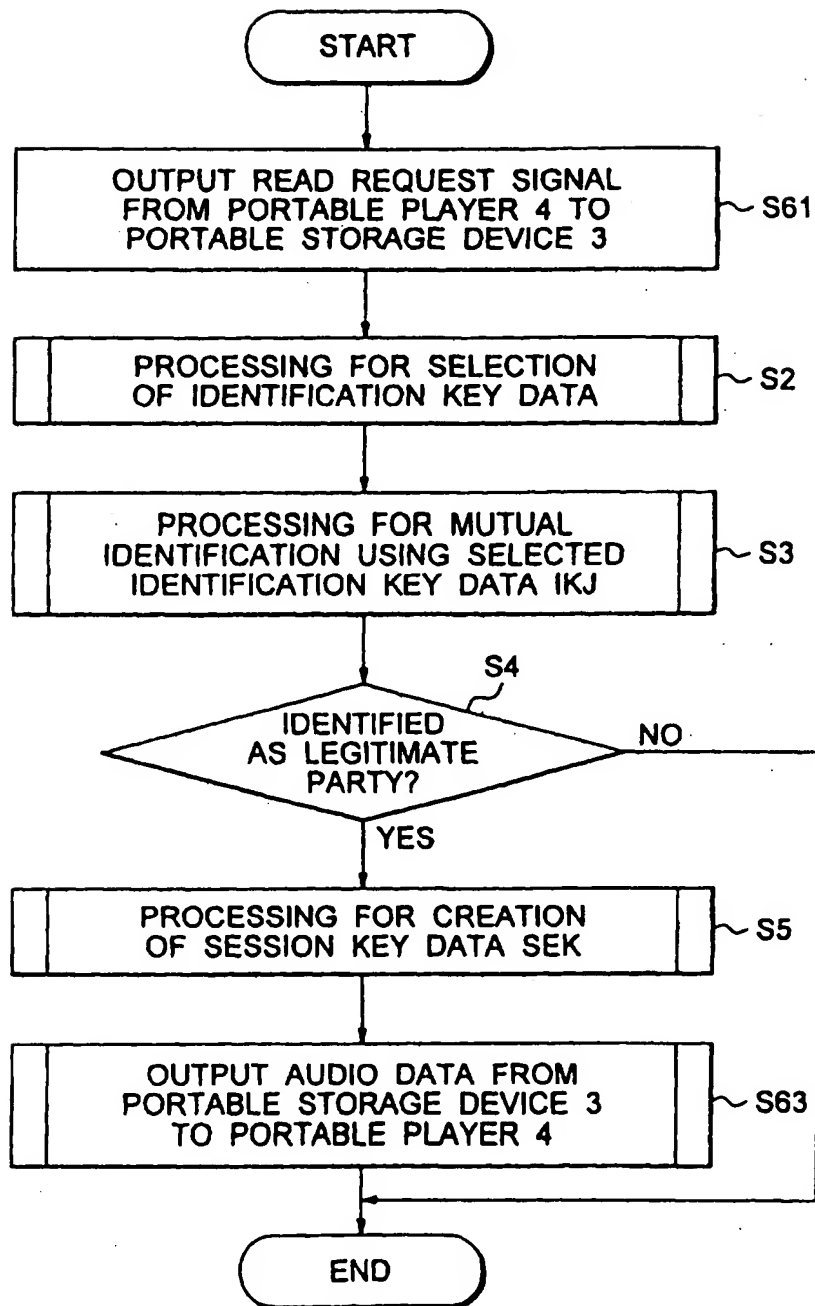 START
OUTPUT READ REQUEST SIGNAL
FROM PORTABLE PLAYER 4 TO
PORTABLE STORAGE DEVICE 3
S61
PROCESSING FOR SELECTION
OF IDENTIFICATION KEY DATA
S2
PROCESSING FOR MUTUAL
IDENTIFICATION USING SELECTED
IDENTIFICATION KEY DATA IKJ
S3
S4
IDENTIFIED
AS LEGITIMATE
PARTY?
NO
YES
PROCESSING FOR CREATION
OF SESSION KEY DATA SEK
S5
OUTPUT AUDIO DATA FROM
PORTABLE STORAGE DEVICE 3
TO PORTABLE PLAYER 4
S63
END